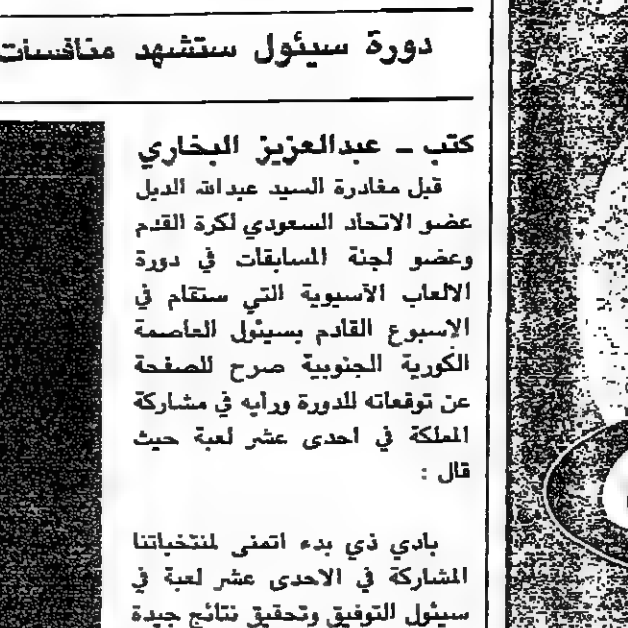 دورة سيئول ستشهد منافسات
كتب ـ عبدالعزيز البخاري
قبل مغادرة السيد عبدالله الدبل
عضو الاتحاد السعودي لكرة القدم
وعضو لجنة المسابقات في دورة
الالعاب الآسيوية التي ستقام في
الاسبوع القادم بسيئول العاصمة
الكورية الجنوبية صرح للصفحة
عن توقعاته للدورة ورايه في مشاركة
المملكة في احدى عشر لعبة حيث
قال :
بادي ذي بدء اتمنى لمنتخباتنا
المشاركة في الاحدى عشر لعبة في
سيئول التوفيق وتحقيق نتائج جيدة